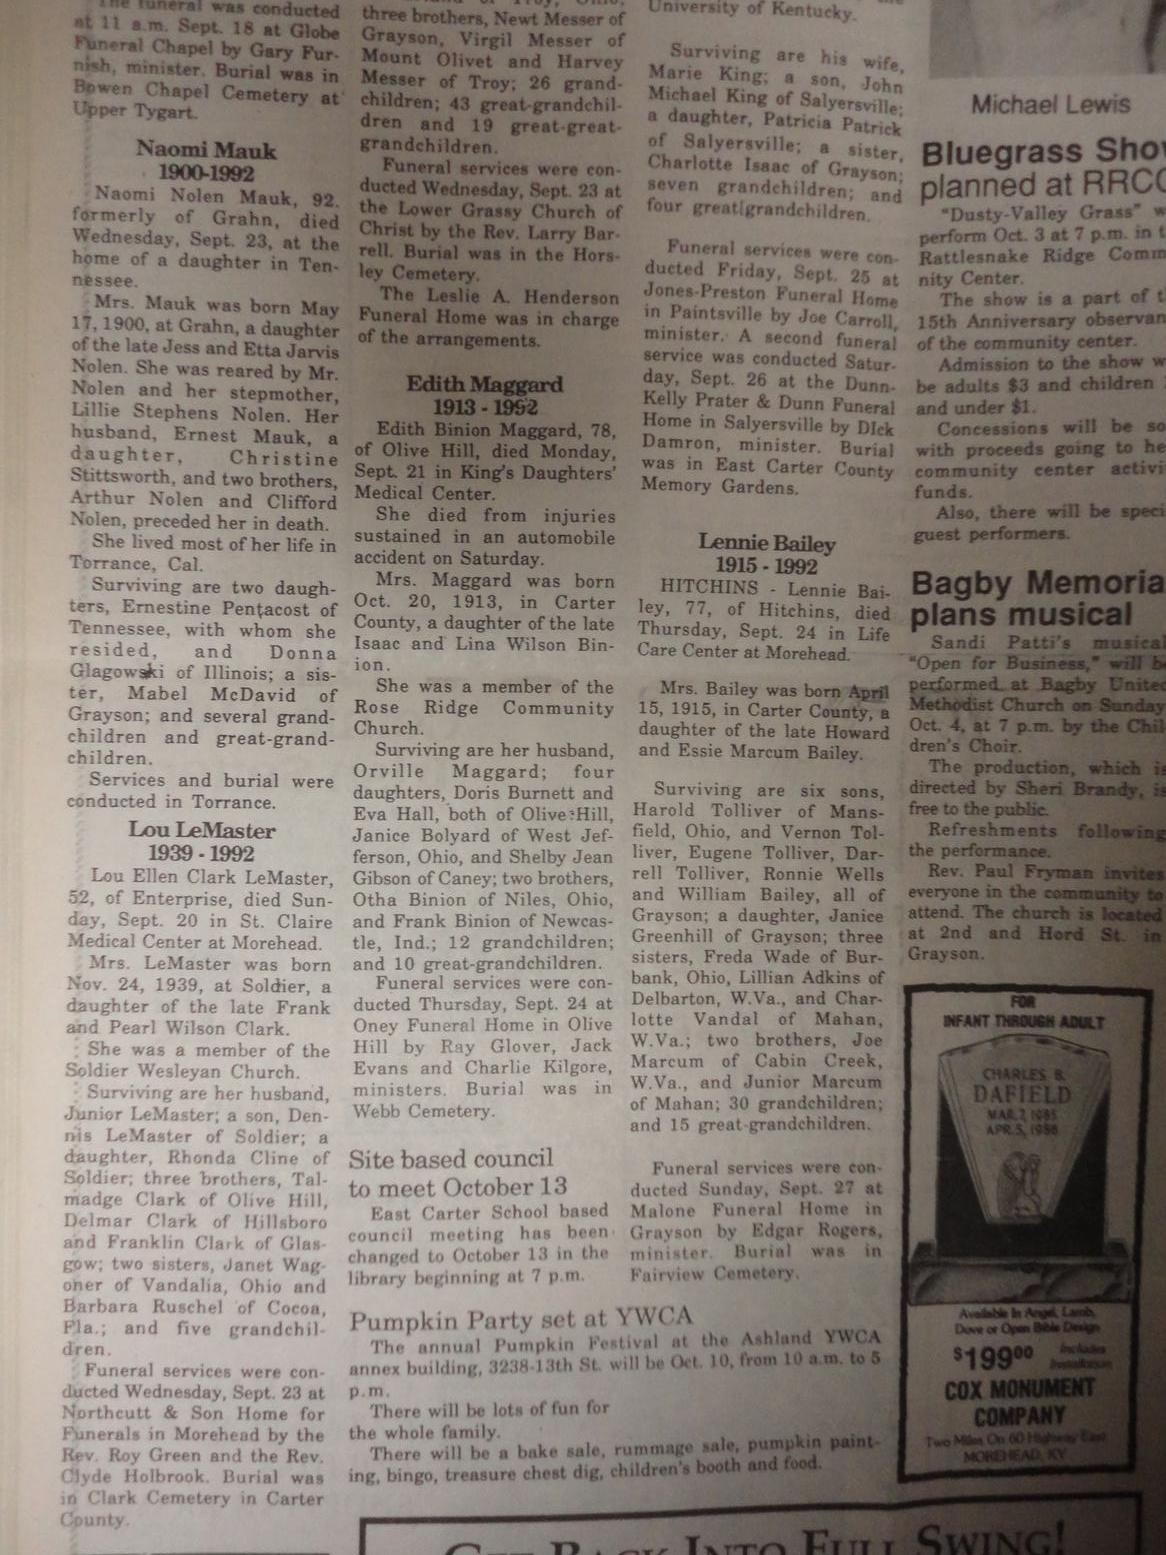 The funeral was conducted
at 11 a.m. Sept. 18 at Globe
Funeral Chapel by Gary Fur-
nish, minister. Burial was in
Bowen Chapel Cemetery at
Upper Tygart.
Naomi Mauk
1900-1992
Naomi Nolen Mauk, 92,
formerly of Grahn, died
Wednesday, Sept. 23, at the
home of a daughter in Ten-
nessee.
Mrs. Mauk was born May
17, 1900, at Grahn, a daughter
of the late Jess and Etta Jarvis
Nolen. She was reared by Mr.
Nolen and her stepmother,
Lillie Stephens Nolen. Her
husband, Ernest Mauk, a
daughter, Christine
Stittsworth, and two brothers,
Arthur Nolen and Clifford
Nolen, preceded her in death.
She lived most of her life in
Torrance, Cal.
Surviving are two daugh-
ters, Ernestine Pentacost of
Tennessee, with whom she
resided, and Donna
Glagowski of Illinois; a sis-
ter, Mabel McDavid of
Grayson; and several grand-
children and great-grand-
children.
Services and burial were
conducted in Torrance.
Lou LeMaster
1939 - 1992
Lou Ellen Clark LeMaster,
52, of Enterprise, died Sun-
day, Sept. 20 in St. Claire
Medical Center at Morehead.
Mrs. LeMaster was born
Nov. 24, 1939, at Soldier, a
daughter of the late Frank
and Pearl Wilson Clark.
She was a member of the
Soldier Wesleyan Church.
Surviving are her husband,
Junior LeMaster; a son, Den-
nis LeMaster of Soldier; a
daughter, Rhonda Cline of
Soldier; three brothers, Tal-
madge Clark of Olive Hill,
Delmar Clark of Hillsboro
and Franklin Clark of Glas-
gow; two sisters, Janet Wag-
oner of Vandalia, Ohio and
Barbara Ruschel of Cocoa,
Fla.; and five grandchil-
dren.
Funeral services were con-
ducted Wednesday, Sept. 23 at
Northcutt & Son Home for
Funerals in Morehead by the
Rev. Roy Green and the Rev.
Clyde Holbrook. Burial was
in Clark Cemetery in Carter
County.
three brothers, Newt Messer of
Grayson, Virgil Messer of
Mount Olivet and Harvey
Messer of Troy; 26 grand-
children; 43 great-grandchil-
dren and 19 great-great-
grandchildren.
Funeral services were con-
ducted Wednesday, Sept. 23 at
the Lower Grassy Church of
Christ by the Rev. Larry Bar-
rell. Burial was in the Hors-
ley Cemetery.
The Leslie A. Henderson
Funeral Home was in charge
of the arrangements.
Edith Maggard
1913 - 1992
Edith Binion Maggard, 78,
of Olive Hill, died Monday,
Sept. 21 in King's Daughters'
Medical Center.
She died from injuries
sustained in an automobile
accident on Saturday.
Mrs. Maggard was born
Oct. 20, 1913, in Carter
County, a daughter of the late
Isaac and Lina Wilson Bin-
ion.
She was a member of the
Rose Ridge Community
Church.
Surviving are her husband,
Orville Maggard; four
daughters, Doris Burnett and
Eva Hall, both of Olive Hill,
Janice Bolyard of West Jef-
ferson, Ohio, and Shelby Jean
Gibson of Caney; two brothers,
Otha Binion of Niles, Ohio,
and Frank Binion of Newcas-
tle, Ind.; 12 grandchildren;
and 10 great-grandchildren.
Funeral services were con-
ducted Thursday, Sept. 24 at
Oney Funeral Home in Olive
Hill by Ray Glover, Jack
Evans and Charlie Kilgore,
ministers. Burial was in
Webb Cemetery.
Site based council
to meet October 13
East Carter School based
council meeting has been
changed to October 13 in the
library beginning at 7 p.m.
University of Kentucky.
Surviving are his wife,
Marie King; a son, John
Michael King of Salyersville;
a daughter, Patricia Patrick
of Salyersville; a sister,
Charlotte Isaac of Grayson;
seven grandchildren; and
four great grandchildren.
Funeral services were con-
ducted Friday, Sept. 25 at
Jones-Preston Funeral Home
in Paintsville by Joe Carroll,
minister. A second funeral
service was conducted Satur-
day, Sept. 26 at the Dunn-
Kelly Prater & Dunn Funeral
Home in Salyersville by DIck
Damron, minister. Burial
was in East Carter County
Memory Gardens.
Lennie Bailey
1915 - 1992
HITCHINS - Lennie Bai-
ley, 77, of Hitchins, died
Thursday, Sept. 24 in Life
Care Center at Morehead.
Mrs. Bailey was born April
15, 1915, in Carter County, a
daughter of the late Howard
and Essie Marcum Bailey.
Surviving are six sons,
Harold Tolliver of Mans-
field, Ohio, and Vernon Tol-
liver, Eugene Tolliver, Dar-
rell Tolliver, Ronnie Wells
and William Bailey, all of
Grayson; a daughter, Janice
Greenhill of Grayson; three
sisters, Freda Wade of Bur-
bank, Ohio, Lillian Adkins of
Delbarton, W.Va., and Char-
lotte Vandal of Mahan,
W.Va.; two brothers, Joe
Marcum of Cabin Creek,
W.Va., and Junior Marcum
of Mahan; 30 grandchildren;
and 15 great-grandchildren.
Funeral services were con-
ducted Sunday, Sept. 27 at
Malone Funeral Home in
Grayson by Edgar Rogers,
minister. Burial was in
Fairview Cemetery.
Pumpkin Party set at YWCA
The annual Pumpkin Festival at the Ashland YWCA
annex building, 3238-13th St. will be Oct. 10, from 10 a.m. to 5
p.m.
There will be lots of fun for
the whole family.
There will be a bake sale, rummage sale, pumpkin paint-
ing, bingo, treasure chest dig, children's booth and food.
Michael Lewis
Bluegrass Show
planned at RRCC
"Dusty-Valley Grass" w
perform Oct. 3 at 7 p.m. in t
Rattlesnake Ridge Comm
nity Center.
The show is a part of t
15th Anniversary observan
of the community center.
Admission to the show w
be adults $3 and children
and under $1.
Concessions will be so
with proceeds going to he
community center activi
funds.
Also, there will be speci
guest performers.
Bagby Memoria
plans musical
Sandi Patti's musical
"Open for Business," will be
performed at Bagby United
Methodist Church on Sunday
Oct. 4, at 7 p.m. by the Chil
dren's Choir.
The production, which is
directed by Sheri Brandy, is
free to the public.
Refreshments following
the performance.
Rev. Paul Fryman invites
everyone in the community to
attend. The church is located
at 2nd and Hord St. in
Grayson.
FOR
INFANT THROUGH ADULT
CHARLES B.
DAFIELD
MAR. 7, 1985
APR. 5, 1986
Available In Angel, Lamb,
Dove or Open Bible Design
$19900 Includes
Installation
COX MONUMENT
COMPANY
Two Miles On 60 Highway East
MOREHEAD, KY
GET BACK INTO FULL SWING!